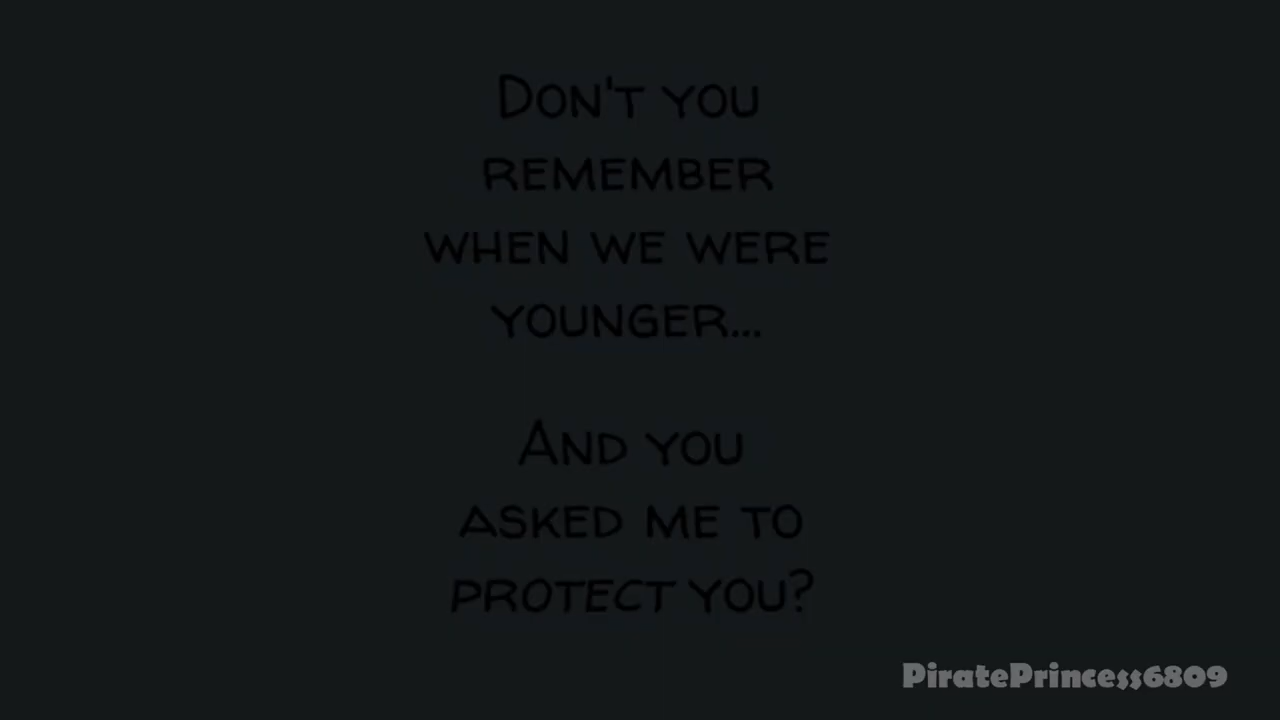 Don't you
remember
when we were
younger...
And you
asked me to
protect you?
PiratePrincess6809